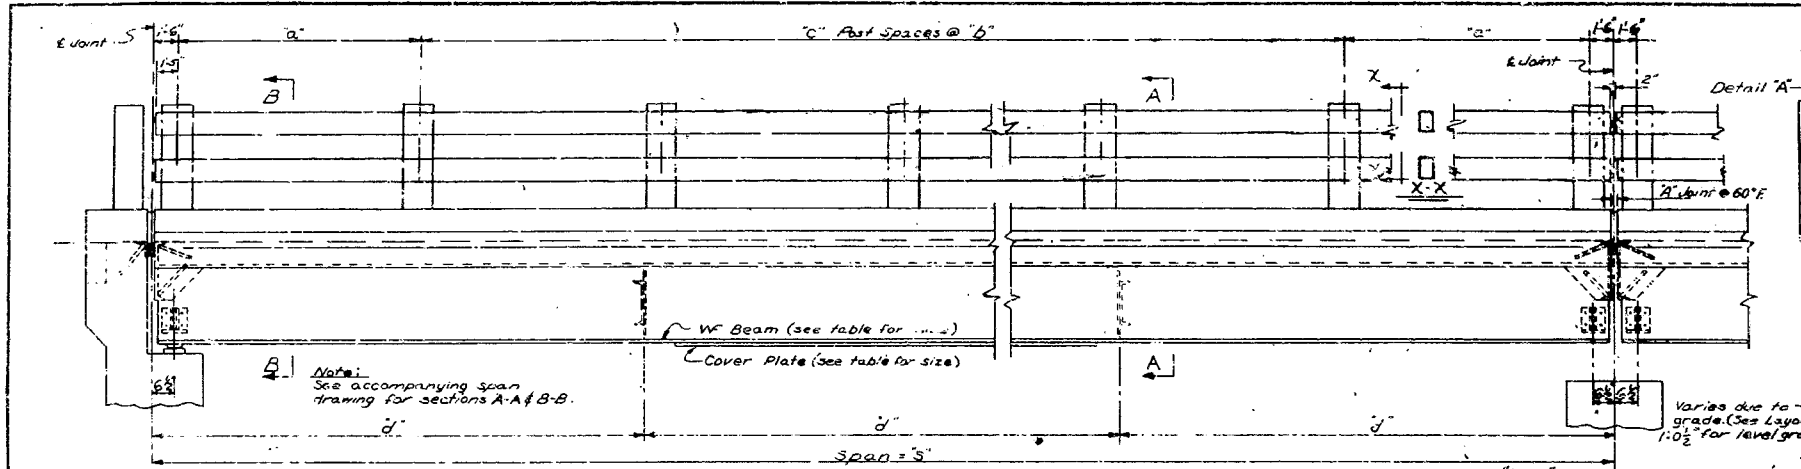 ℄ Joint
S
1'-6"
"a"
"c" Post Spaces @ "b"
"a"
1'-6" 1'-6"
℄ Joint
1'-5"
2"
Detail "A"
B
A
X
X-X
"A" Joint @ 60°F.
WF Beam (see table for
Cover Plate (see table for size)
B
A
Note:
See accompanying span
drawing for sections A-A & B-B.
6½"
Varies due to
grade. (See Layo
1'-0½" for level gra
"d"
"d"
"d"
Span = "S"